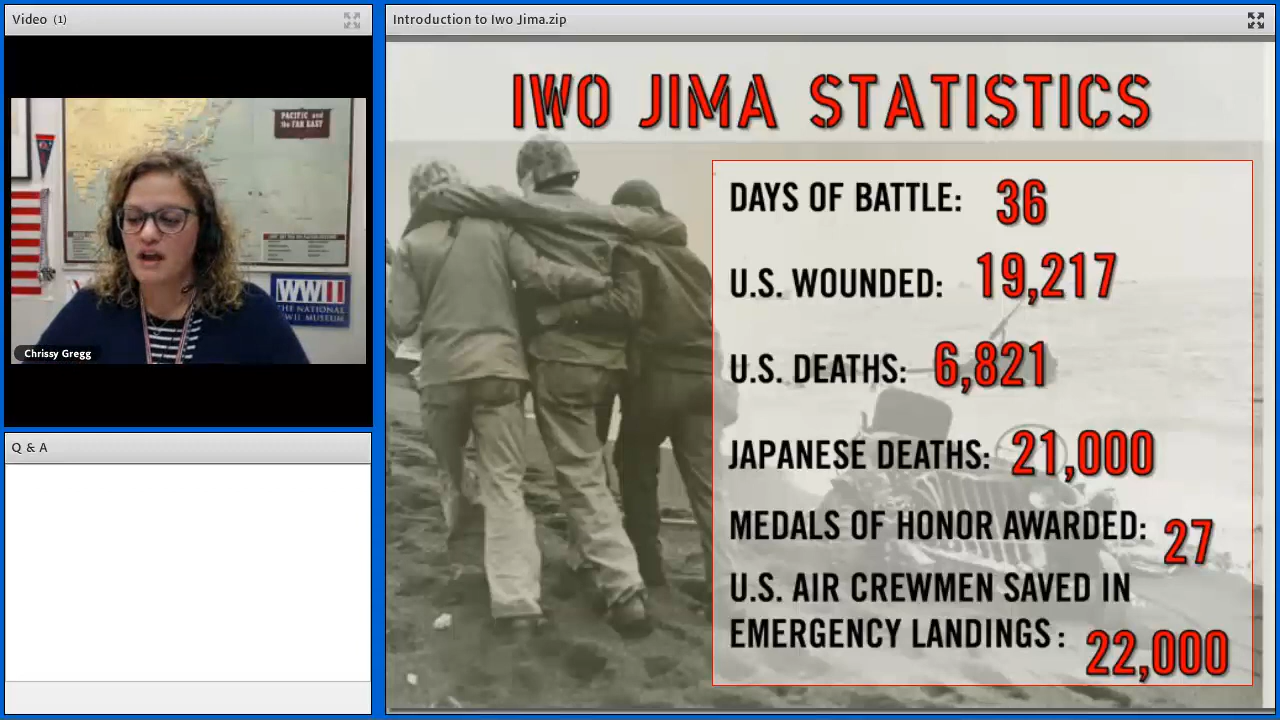 Video (1)
PACIFIC and
the FAR EAST
WWII
THE NATIONAL
WWII MUSEUM
Chrissy Gregg
Q & A
Introduction to Iwo Jima.zip
IWO JIMA STATISTICS
DAYS OF BATTLE: 36
U.S. WOUNDED: 19,217
U.S. DEATHS: 6,821
JAPANESE DEATHS: 21,000
MEDALS OF HONOR AWARDED: 27
U.S. AIR CREWMEN SAVED IN
EMERGENCY LANDINGS : 22,000